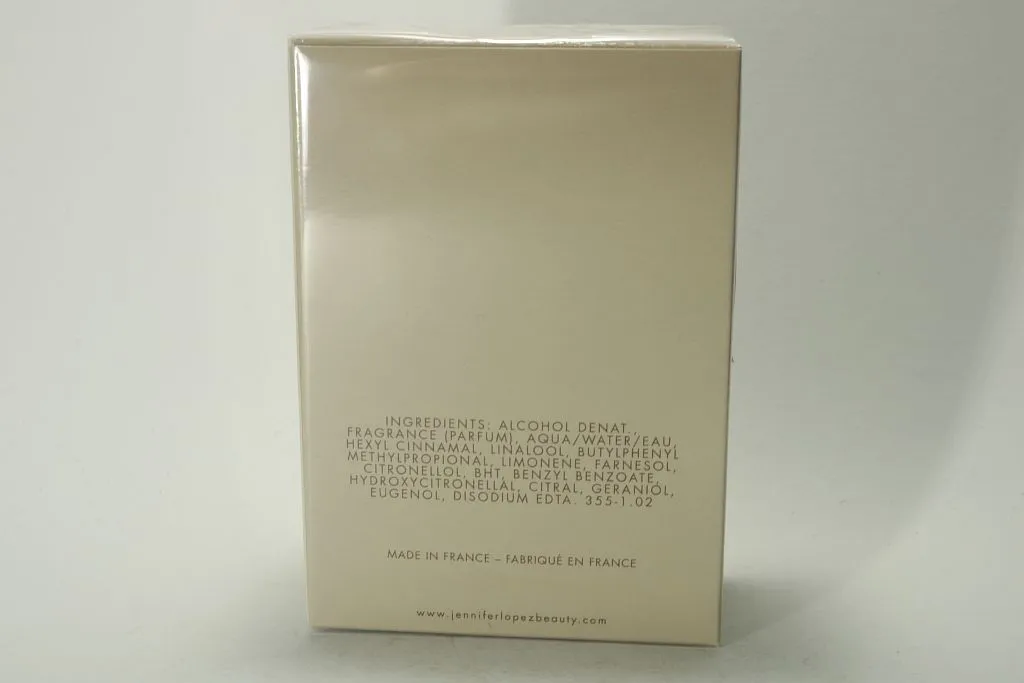 INGREDIENTS: ALCOHOL DENAT.,
FRAGRANCE (PARFUM), AQUA/WATER/EAU,
HEXYL CINNAMAL, LINALOOL, BUTYLPHENYL
METHYLPROPIONAL, LIMONENE, FARNESOL,
CITRONELLOL, BHT, BENZYL BENZOATE,
HYDROXYCITRONELLAL, CITRAL, GERANIOL,
EUGENOL, DISODIUM EDTA. 355-1.02
MADE IN FRANCE – FABRIQUÉ EN FRANCE
www.jenniferlopezbeauty.com